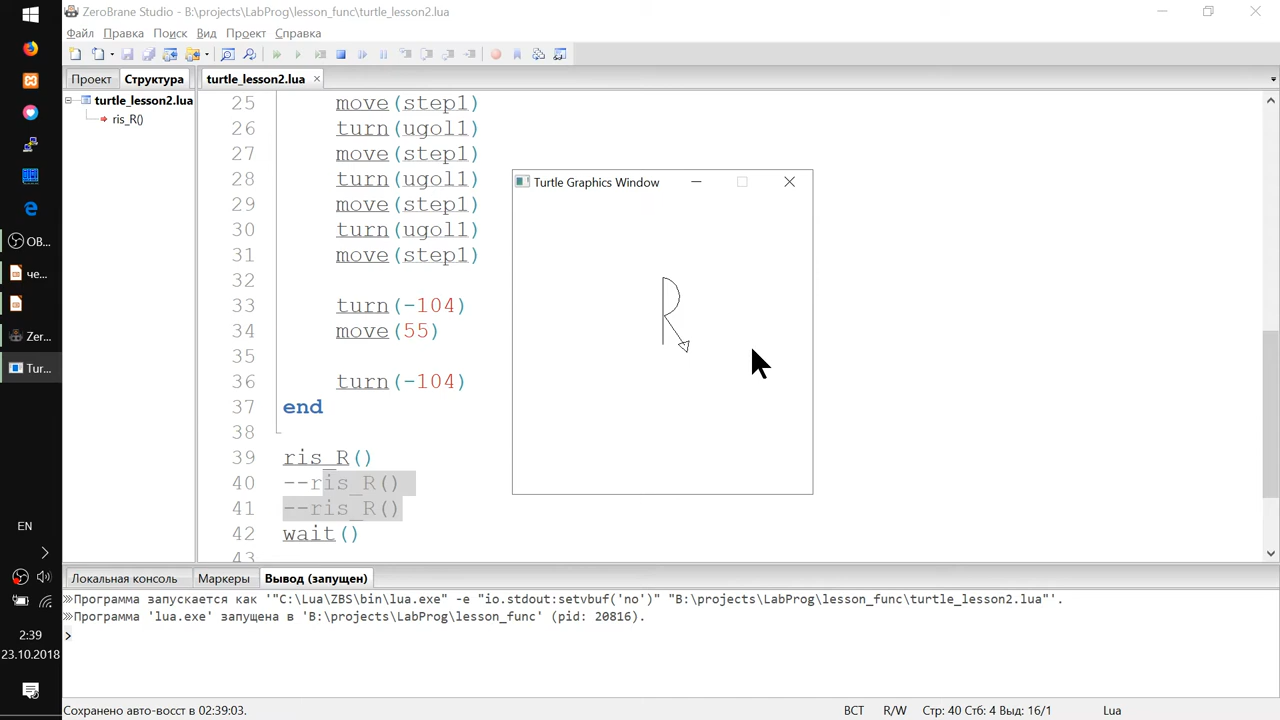 ZeroBrane Studio - B:\projects\LabProg\lesson_func\turtle_lesson2.lua
Файл Правка Поиск Вид Проект Справка
Проект Структура
turtle_lesson2.lua
turtle_lesson2.lua
ris_R()
25 move(step1)
26 turn(ugol1)
27 move(step1)
28 turn(ugol1)
29 move(step1)
30 turn(ugol1)
31 move(step1)
32
33 turn(-104)
34 move(55)
35
36 turn(-104)
37 end
38
39 ris_R()
40 --ris_R()
41 --ris_R()
42 wait()
43
Turtle Graphics Window
OB...
че...
Zer...
Tur...
EN
2:39
23.10.2018
Локальная консоль Маркеры Вывод (запущен)
Программа запускается как '"C:\Lua\ZBS\bin\lua.exe" -e "io.stdout:setvbuf('no')" "B:\projects\LabProg\lesson_func\turtle_lesson2.lua"'.
Программа 'lua.exe' запущена в 'B:\projects\LabProg\lesson_func' (pid: 20816).
>
Сохранено авто-восст в 02:39:03.
ВСТ R/W Стр: 40 Стб: 4 Выд: 16/1 Lua